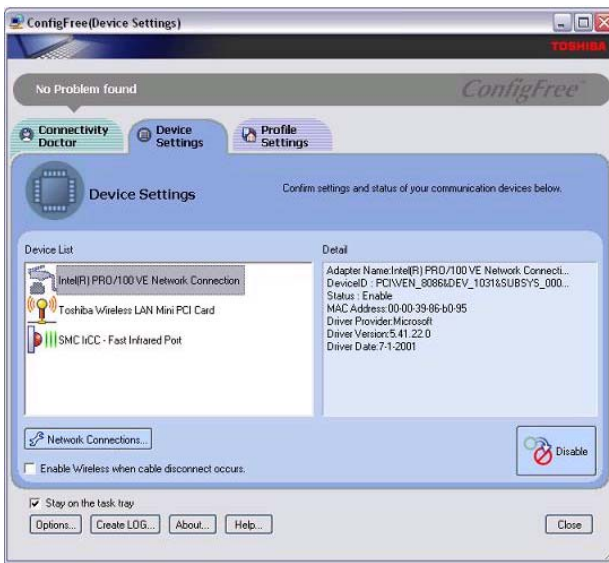 ConfigFree(Device Settings)
TOSHIBA
No Problem found
ConfigFree™
Connectivity
Doctor
Device
Settings
Profile
Settings
Device Settings
Confirm settings and status of your communication devices below.
Device List
Intel(R) PRO/100 VE Network Connection
Toshiba Wireless LAN Mini PCI Card
SMC IrCC - Fast Infrared Port
Detail
Adapter Name:Intel(R) PRO/100 VE Network Connecti...
DeviceID : PCI\VEN_8086&DEV_1031&SUBSYS_000...
Status : Enable
MAC Address:00-00-39-86-b0-95
Driver Provider:Microsoft
Driver Version:5.41.22.0
Driver Date:7-1-2001
Network Connections...
Disable
Enable Wireless when cable disconnect occurs.
Stay on the task tray
Options... Create LOG... About... Help... Close